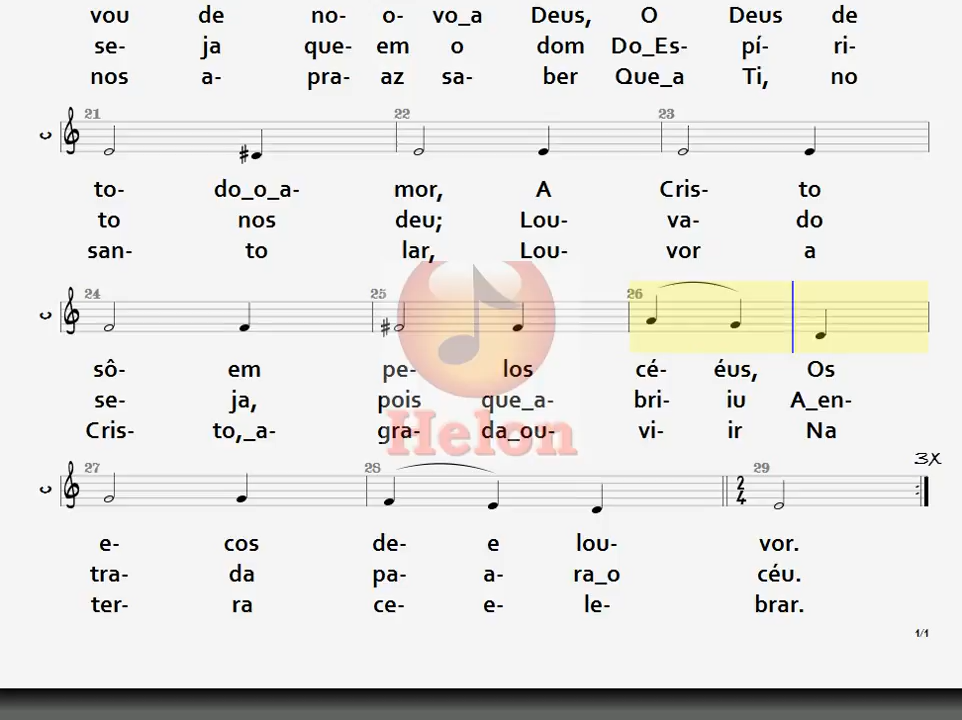 vou de no- o- vo_a Deus, O Deus de
se- ja que- em o dom Do_Es- pí- ri-
nos a- pra- az sa- ber Que_a Ti, no
21 22 23
to- do_o_a- mor, A Cris- to
to nos deu; Lou- va- do
san- to lar, Lou- vor a
24 25 26
sô- em pe- los cé- éus, Os
se- ja, pois que_a- bri- iu A_en-
Cris- to,_a- gra- da_ou- vi- ir Na
Helon
3X
27 28 29
2
4
e- cos de- e lou- vor.
tra- da pa- a- ra_o céu.
ter- ra ce- e- le- brar.
1/1